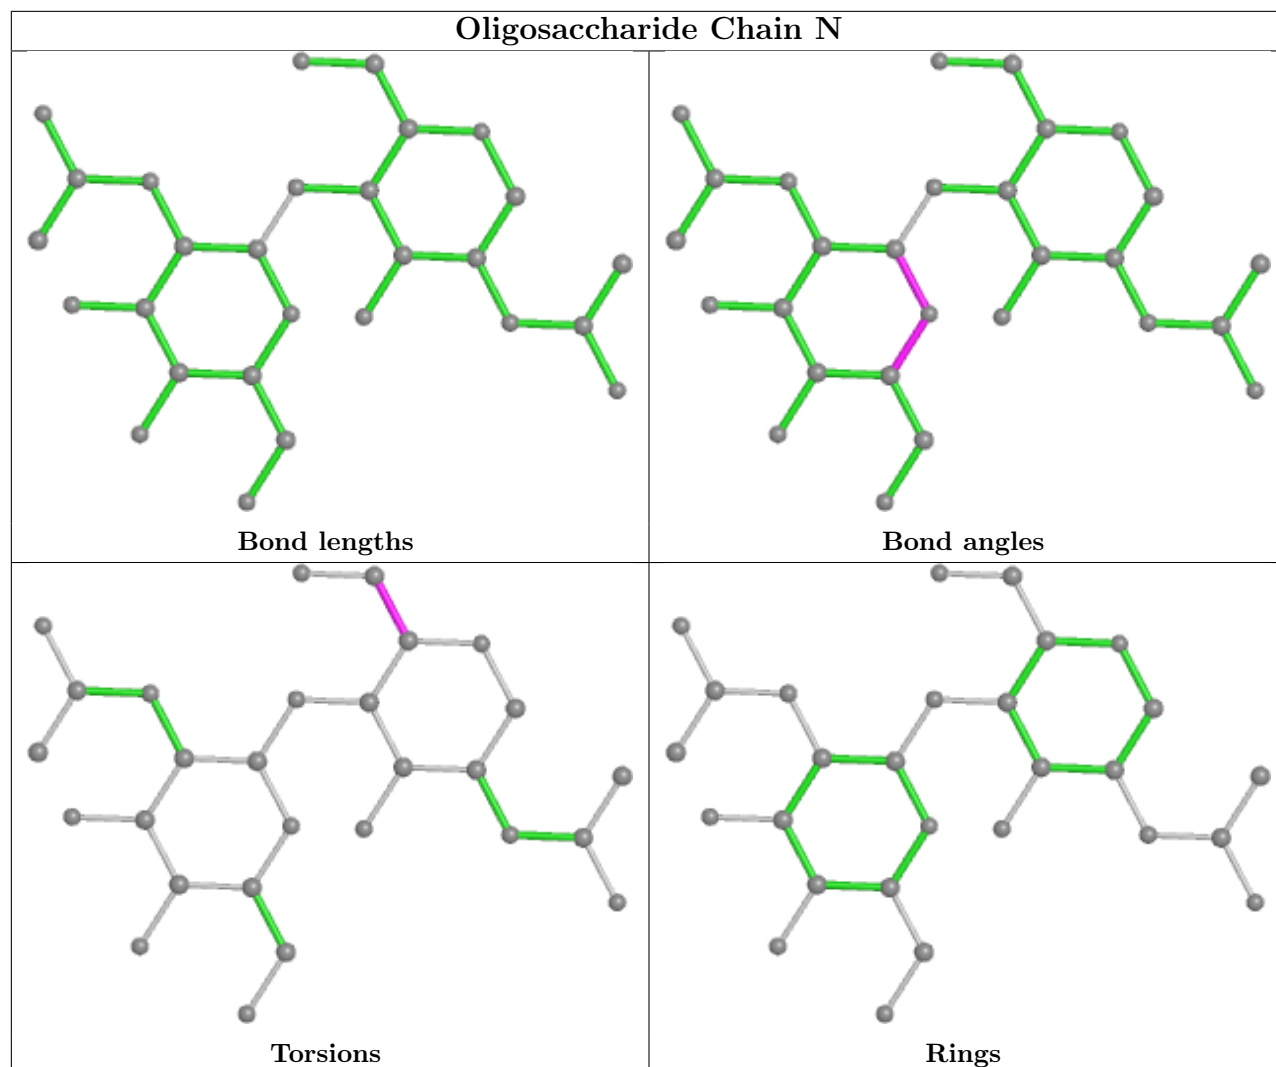 Oligosaccharide Chain N
Bond lengths
Bond angles
Torsions
Rings